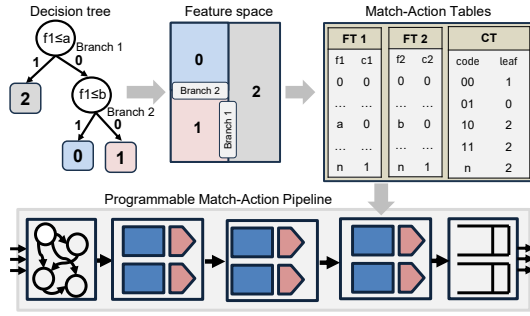 Decision tree
Feature space
Match-Action Tables
f1≤a
Branch 1
1
0
2
f1≤b
Branch 2
1
0
0
1
0
Branch 2
1
Branch 1
2
FT 1
FT 2
CT
f1 c1
f2 c2
code leaf
0 0
0 0
00 1
... ...
... ...
01 0
a 0
b 0
10 2
... ...
... ...
11 2
n 1
n 1
n 2
Programmable Match-Action Pipeline